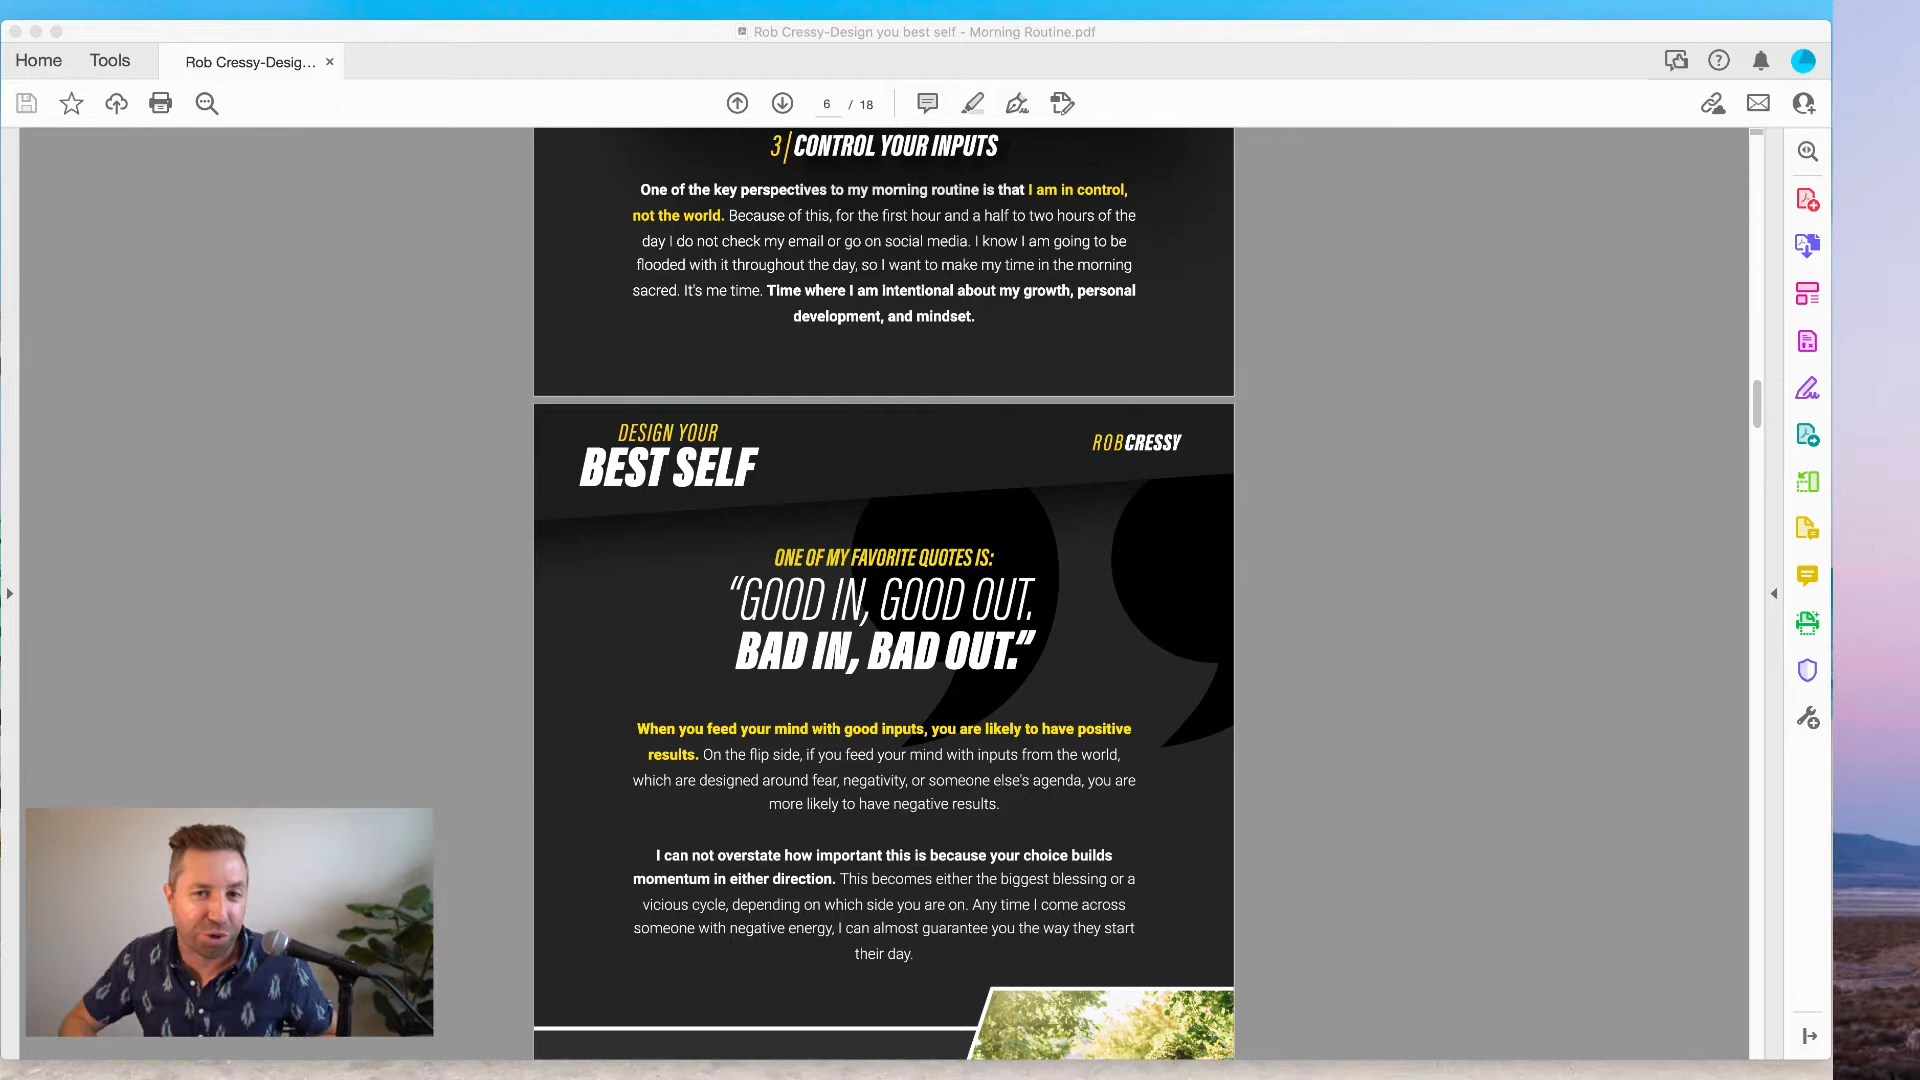 Rob Cressy-Design you best self - Morning Routine.pdf
Home Tools Rob Cressy-Desig... ×
6 / 18
3 | CONTROL YOUR INPUTS
One of the key perspectives to my morning routine is that I am in control,
not the world. Because of this, for the first hour and a half to two hours of the
day I do not check my email or go on social media. I know I am going to be
flooded with it throughout the day, so I want to make my time in the morning
sacred. It's me time. Time where I am intentional about my growth, personal
development, and mindset.
DESIGN YOUR
BEST SELF
ROBCRESSY
ONE OF MY FAVORITE QUOTES IS:
“GOOD IN, GOOD OUT.
BAD IN, BAD OUT.”
When you feed your mind with good inputs, you are likely to have positive
results. On the flip side, if you feed your mind with inputs from the world,
which are designed around fear, negativity, or someone else's agenda, you are
more likely to have negative results.
I can not overstate how important this is because your choice builds
momentum in either direction. This becomes either the biggest blessing or a
vicious cycle, depending on which side you are on. Any time I come across
someone with negative energy, I can almost guarantee you the way they start
their day.